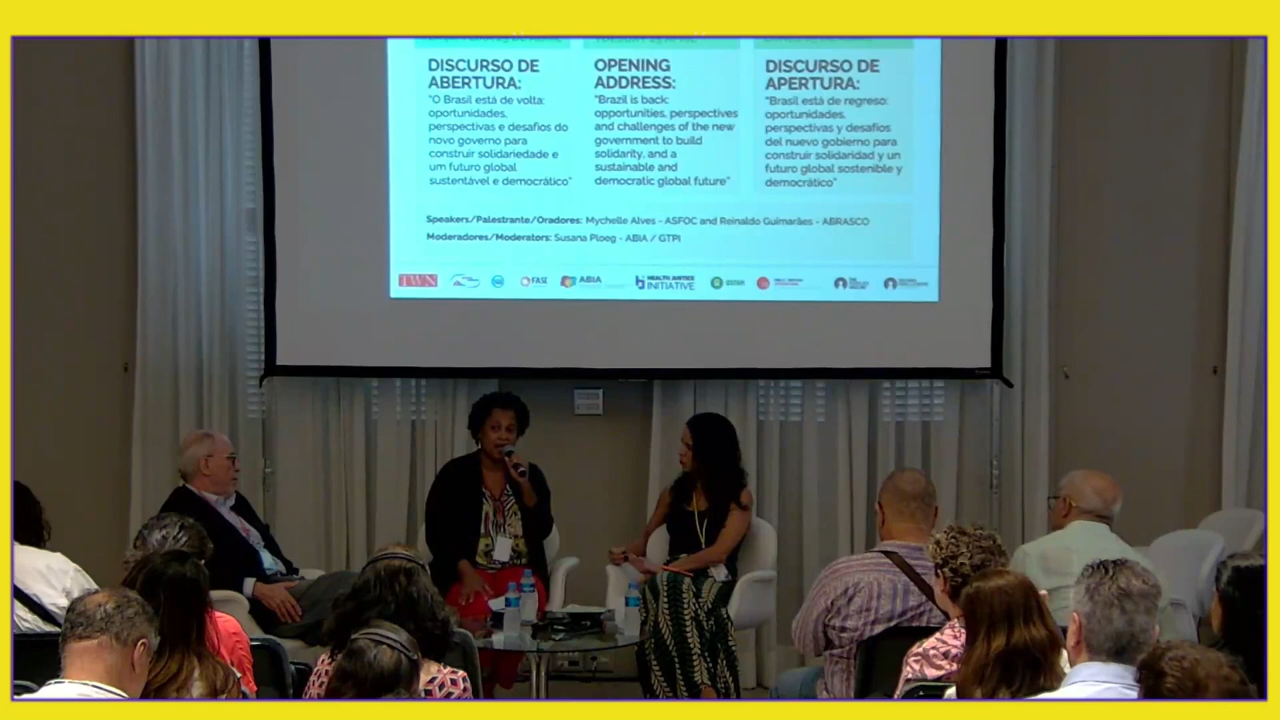 DISCURSO DE
ABERTURA:
"O Brasil está de volta:
oportunidades,
perspectivas e desafios do
novo governo para
construir solidariedade e
um futuro global
sustentável e democrático"
OPENING
ADDRESS:
"Brazil is back:
opportunities, perspectives
and challenges of the new
government to build
solidarity, and a
sustainable and
democratic global future"
DISCURSO DE
APERTURA:
"Brasil está de regreso:
oportunidades,
perspectivas y desafíos
del nuevo gobierno para
construir solidaridad y un
futuro global sostenible y
democrático"
Speakers/Palestrante/Oradores: Mychelle Alves - ASFOC and Reinaldo Guimarães - ABRASCO
Moderadores/Moderators: Susana Ploeg - ABIA / GTPI
TWN
FASE
ABIA
HEALTH JUSTICE
INITIATIVE